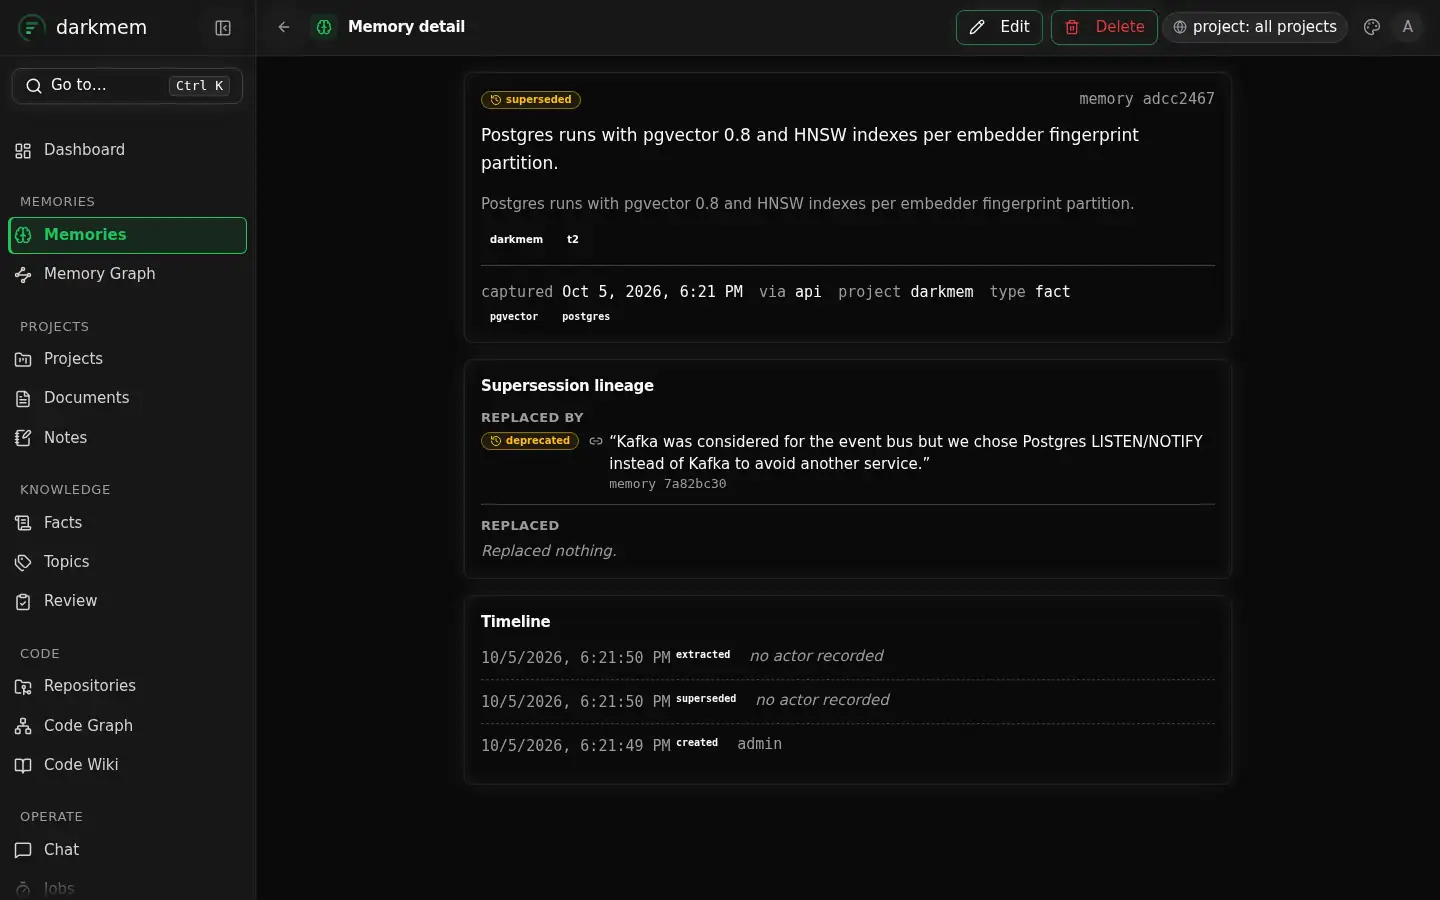 darkmem
Memory detail
Edit
Delete
project: all projects
A
Go to...
Ctrl K
Dashboard
MEMORIES
Memories
Memory Graph
PROJECTS
Projects
Documents
Notes
KNOWLEDGE
Facts
Topics
Review
CODE
Repositories
Code Graph
Code Wiki
OPERATE
Chat
Jobs
superseded
memory adcc2467
Postgres runs with pgvector 0.8 and HNSW indexes per embedder fingerprint
partition.
Postgres runs with pgvector 0.8 and HNSW indexes per embedder fingerprint partition.
darkmem t2
captured Oct 5, 2026, 6:21 PM via api project darkmem type fact
pgvector postgres
Supersession lineage
REPLACED BY
deprecated
“Kafka was considered for the event bus but we chose Postgres LISTEN/NOTIFY
instead of Kafka to avoid another service.”
memory 7a82bc30
REPLACED
Replaced nothing.
Timeline
10/5/2026, 6:21:50 PM extracted no actor recorded
10/5/2026, 6:21:50 PM superseded no actor recorded
10/5/2026, 6:21:49 PM created admin